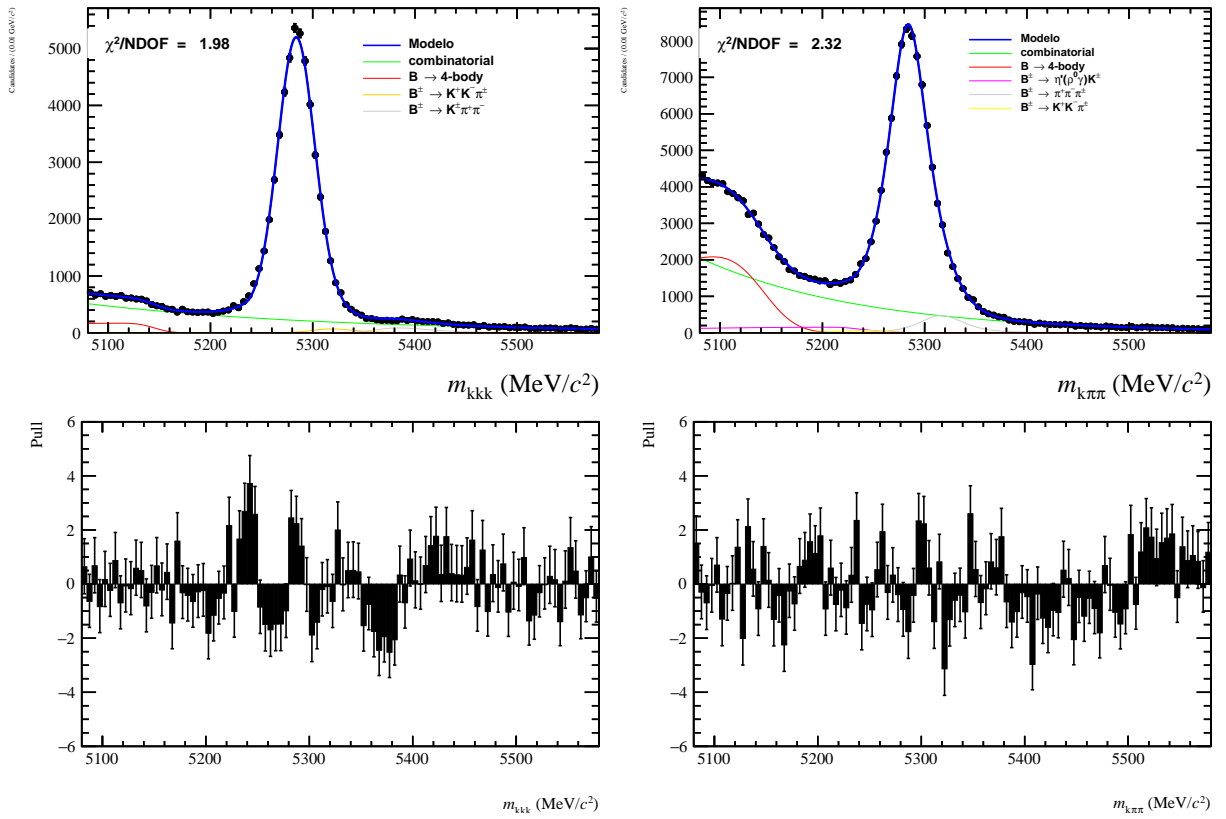 Candidates / (0.01 GeV/c²)
χ²/NDOF = 1.98
Modelo
combinatorial
B → 4-body
B± → K⁺K⁻π±
B± → K±π⁺π⁻
5000
4000
3000
2000
1000
0
5100 5200 5300 5400 5500
m_kkk (MeV/c²)
Candidates / (0.01 GeV/c²)
χ²/NDOF = 2.32
Modelo
combinatorial
B → 4-body
B± → η'(ρ⁰γ)K±
B± → π⁺π⁻π±
B± → K⁺K⁻π±
8000
7000
6000
5000
4000
3000
2000
1000
0
5100 5200 5300 5400 5500
m_kππ (MeV/c²)
Pull
6
4
2
0
−2
−4
−6
5100 5200 5300 5400 5500
m_kkk (MeV/c²)
Pull
6
4
2
0
−2
−4
−6
5100 5200 5300 5400 5500
m_kππ (MeV/c²)